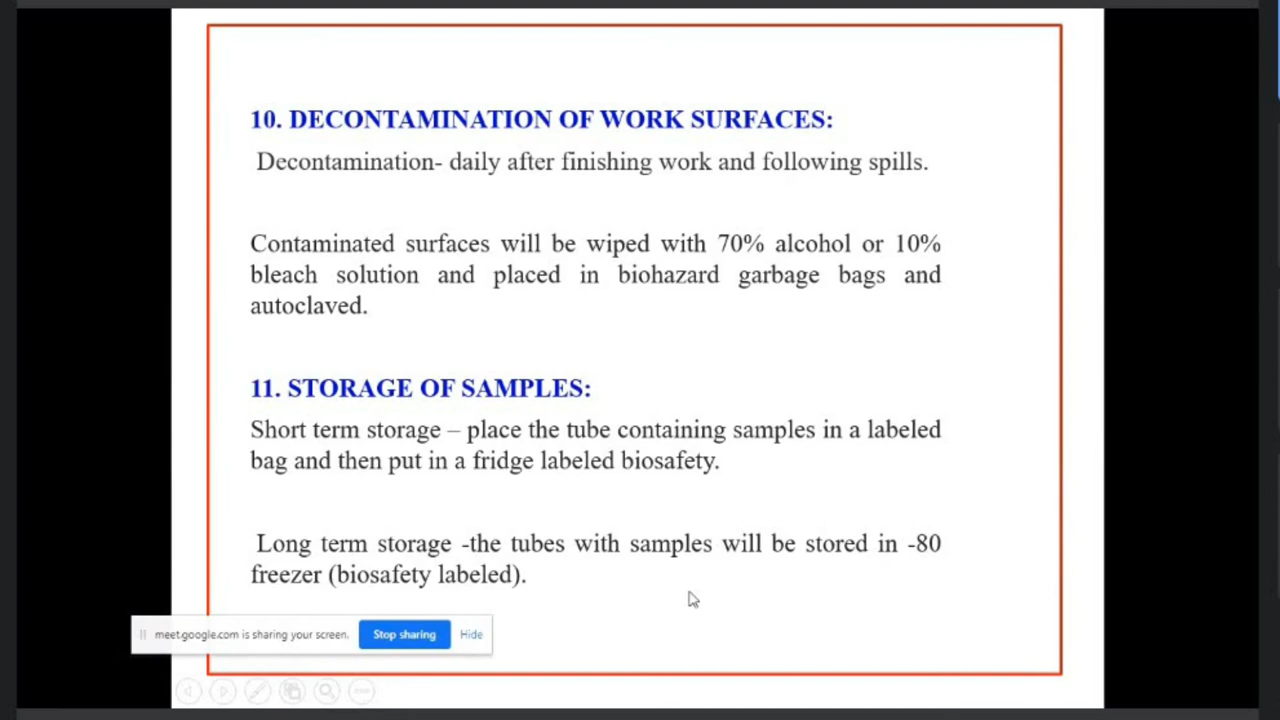 10. DECONTAMINATION OF WORK SURFACES:
Decontamination- daily after finishing work and following spills.
Contaminated surfaces will be wiped with 70% alcohol or 10%
bleach solution and placed in biohazard garbage bags and
autoclaved.
11. STORAGE OF SAMPLES:
Short term storage – place the tube containing samples in a labeled
bag and then put in a fridge labeled biosafety.
Long term storage -the tubes with samples will be stored in -80
freezer (biosafety labeled).
meet.google.com is sharing your screen. Stop sharing Hide